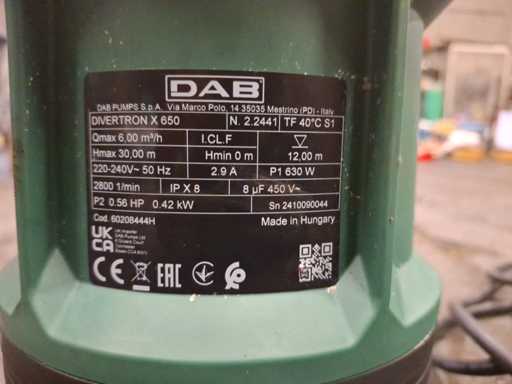 DAB
DAB PUMPS S.p.A. Via Marco Polo, 14 35035 Mestrino (PD) - Italy
DIVERTRON X 650 N. 2.2441 TF 40°C S1
Qmax 6,00 m³/h I.CL.F
Hmax 30,00 m Hmin 0 m 12,00 m
220-240V~ 50 Hz 2.9 A P1 630 W
2800 1/min IP X 8 8 µF 450 V~
P2 0.56 HP 0.42 kW Sn 2410090044
Cod. 60208444H Made in Hungary
UK
CA
DAB Pumps Ltd
CE EAC